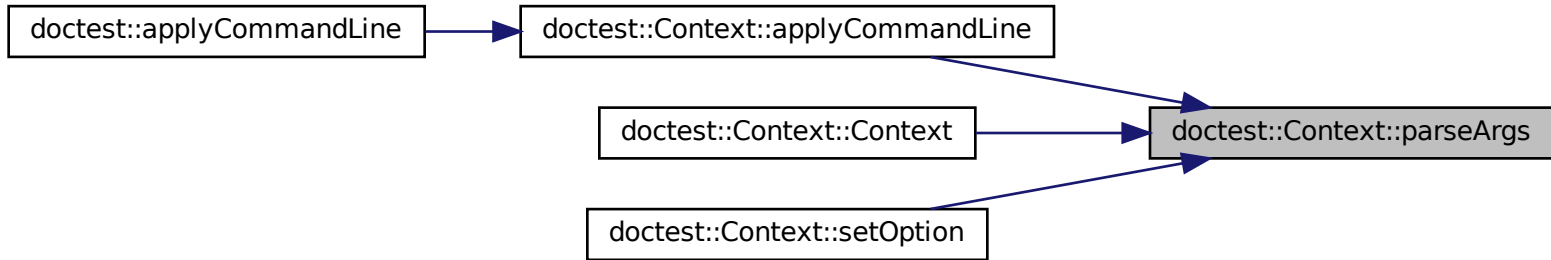 doctest::applyCommandLine
doctest::Context::applyCommandLine
doctest::Context::Context
doctest::Context::parseArgs
doctest::Context::setOption